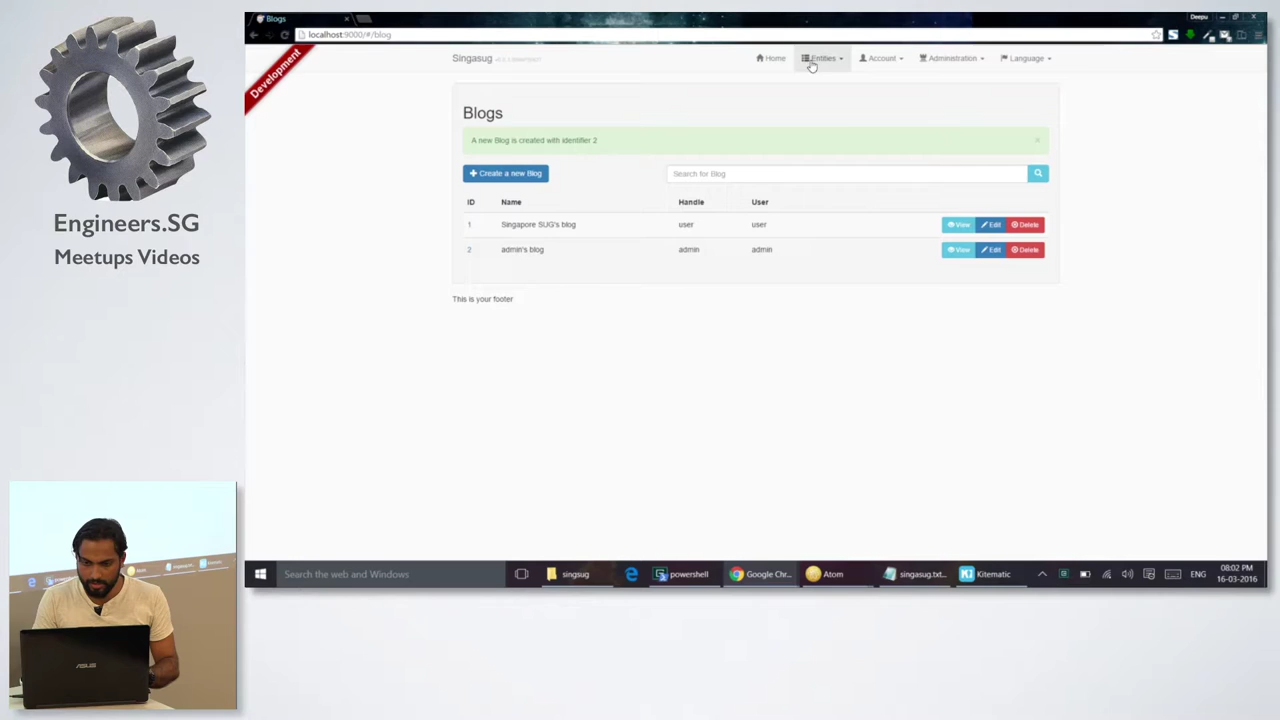 Blogs
Deepu
localhost:9000/#/blog
Development
Singasug
Home
Entities
Account
Administration
Language
Blogs
A new Blog is created with identifier 2
Create a new Blog
Search for Blog
ID Name Handle User
1 Singapore SUG's blog user user View Edit Delete
2 admin's blog admin admin View Edit Delete
This is your footer
Engineers.SG
Meetups Videos
Search the web and Windows
singsug
powershell
Google Chr...
Atom
singasug.txt...
Kitematic
ENG
08:02 PM
16-03-2016
ASUS